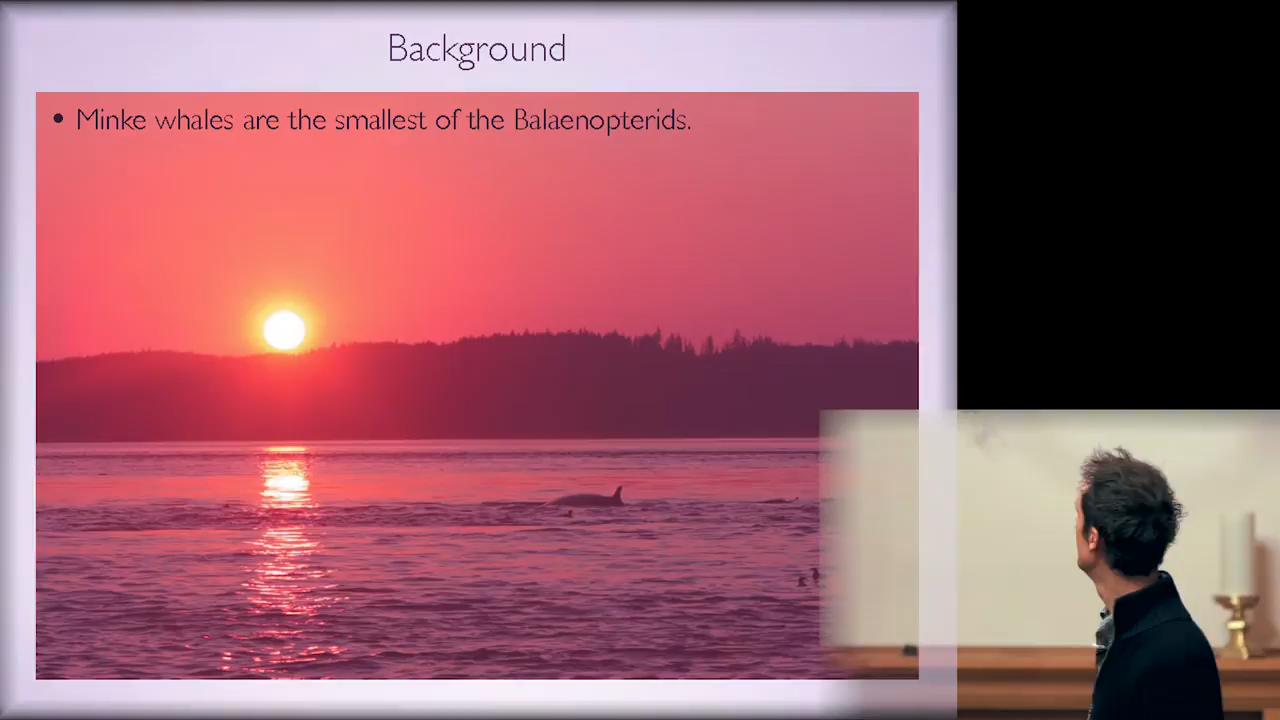 Background
• Minke whales are the smallest of the Balaenopterids.